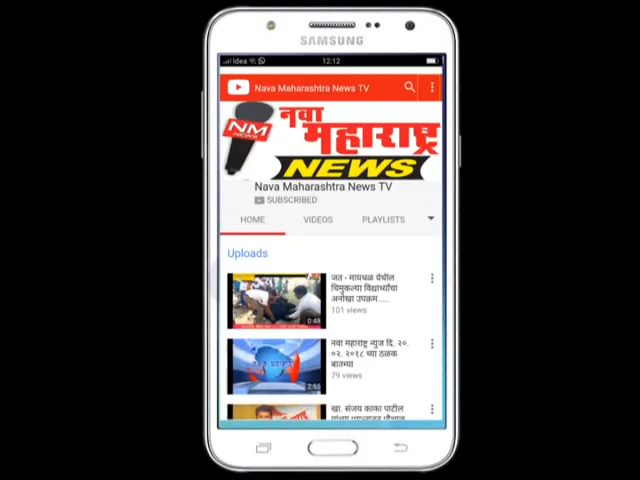 SAMSUNG
Idea
12:12
Nava Maharashtra News TV
NM
NEWS
नवा
महाराष्ट्र
NEWS
Nava Maharashtra News TV
SUBSCRIBED
HOME VIDEOS PLAYLISTS
Uploads
जत - मायथळ येथील
चिमुकल्या विद्यार्थ्यांचा
अनोखा उपक्रम.....
101 views
0:48
नवा महाराष्ट्र न्युज दि. २०.
०२. २०१८ च्या ठळक
बातम्या
79 views
2:55
खा. संजय काका पाटील